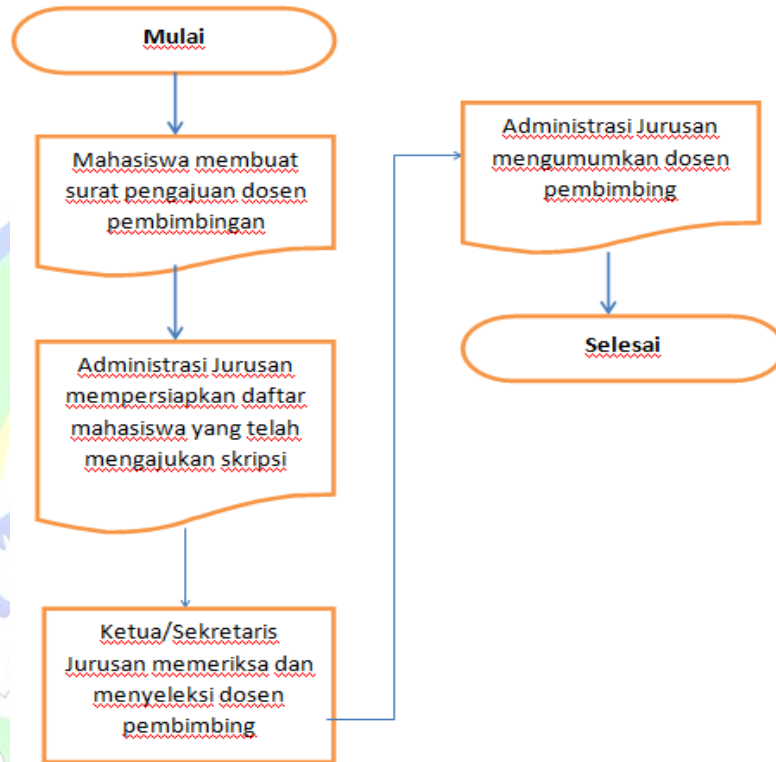 Mulai
Mahasiswa membuat
surat pengajuan dosen
pembimbingan
Administrasi Jurusan
mempersiapkan daftar
mahasiswa yang telah
mengajukan skripsi
Ketua/Sekretaris
Jurusan memeriksa dan
menyeleksi dosen
pembimbing
Administrasi Jurusan
mengumumkan dosen
pembimbing
Selesai